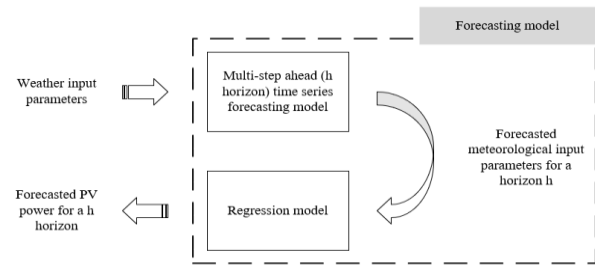 Forecasting model
Weather input
parameters
Multi-step ahead (h
horizon) time series
forecasting model
Forecasted
meteorological input
parameters for a
horizon h
Regression model
Forecasted PV
power for a h
horizon